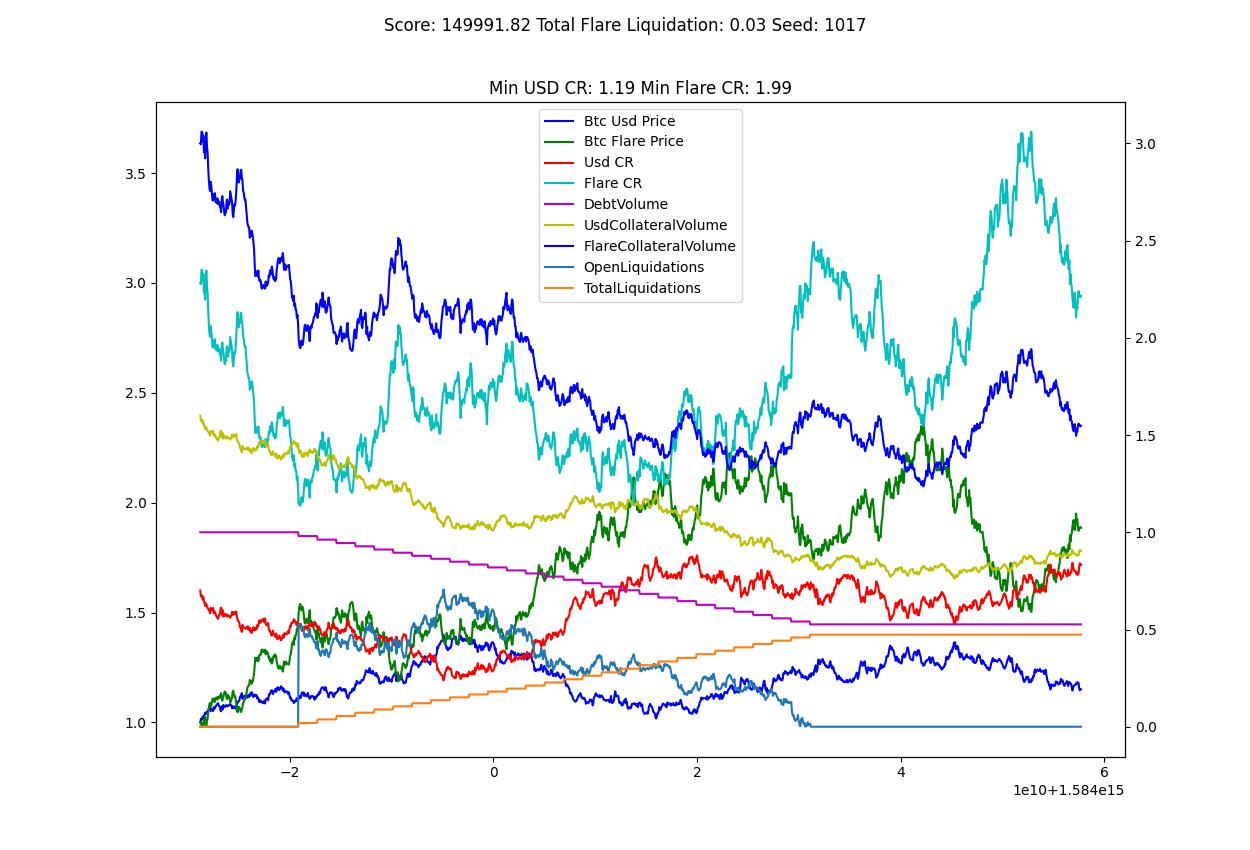 Score: 149991.82 Total Flare Liquidation: 0.03 Seed: 1017
Min USD CR: 1.19 Min Flare CR: 1.99
Btc Usd Price
Btc Flare Price
Usd CR
Flare CR
DebtVolume
UsdCollateralVolume
FlareCollateralVolume
OpenLiquidations
TotalLiquidations
3.5
3.0
2.5
2.0
1.5
1.0
3.0
2.5
2.0
1.5
1.0
0.5
0.0
−2
0
2
4
6
1e10+1.584e15